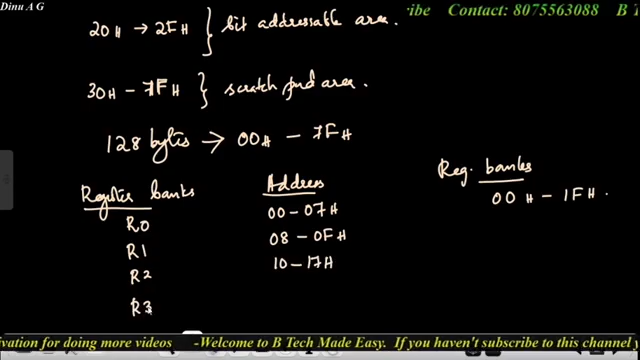 Dinu A G
ribe Contact: 8075563088 B T
20H → 2FH } bit addressable area.
30H – 7FH } scratch pad area.
128 bytes → 00H – 7FH
Reg. banks
00H – 1FH.
Register banks Address
R0 00 – 07H
R1 08 – 0FH
R2 10 – 17H
R3
ivation for doing more videos -Welcome to B Tech Made Easy. If you haven't subscribe to this channel y